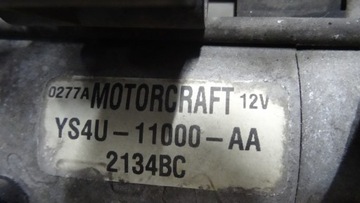 0277A MOTORCRAFT 12V
YS4U-11000-AA
2134BC